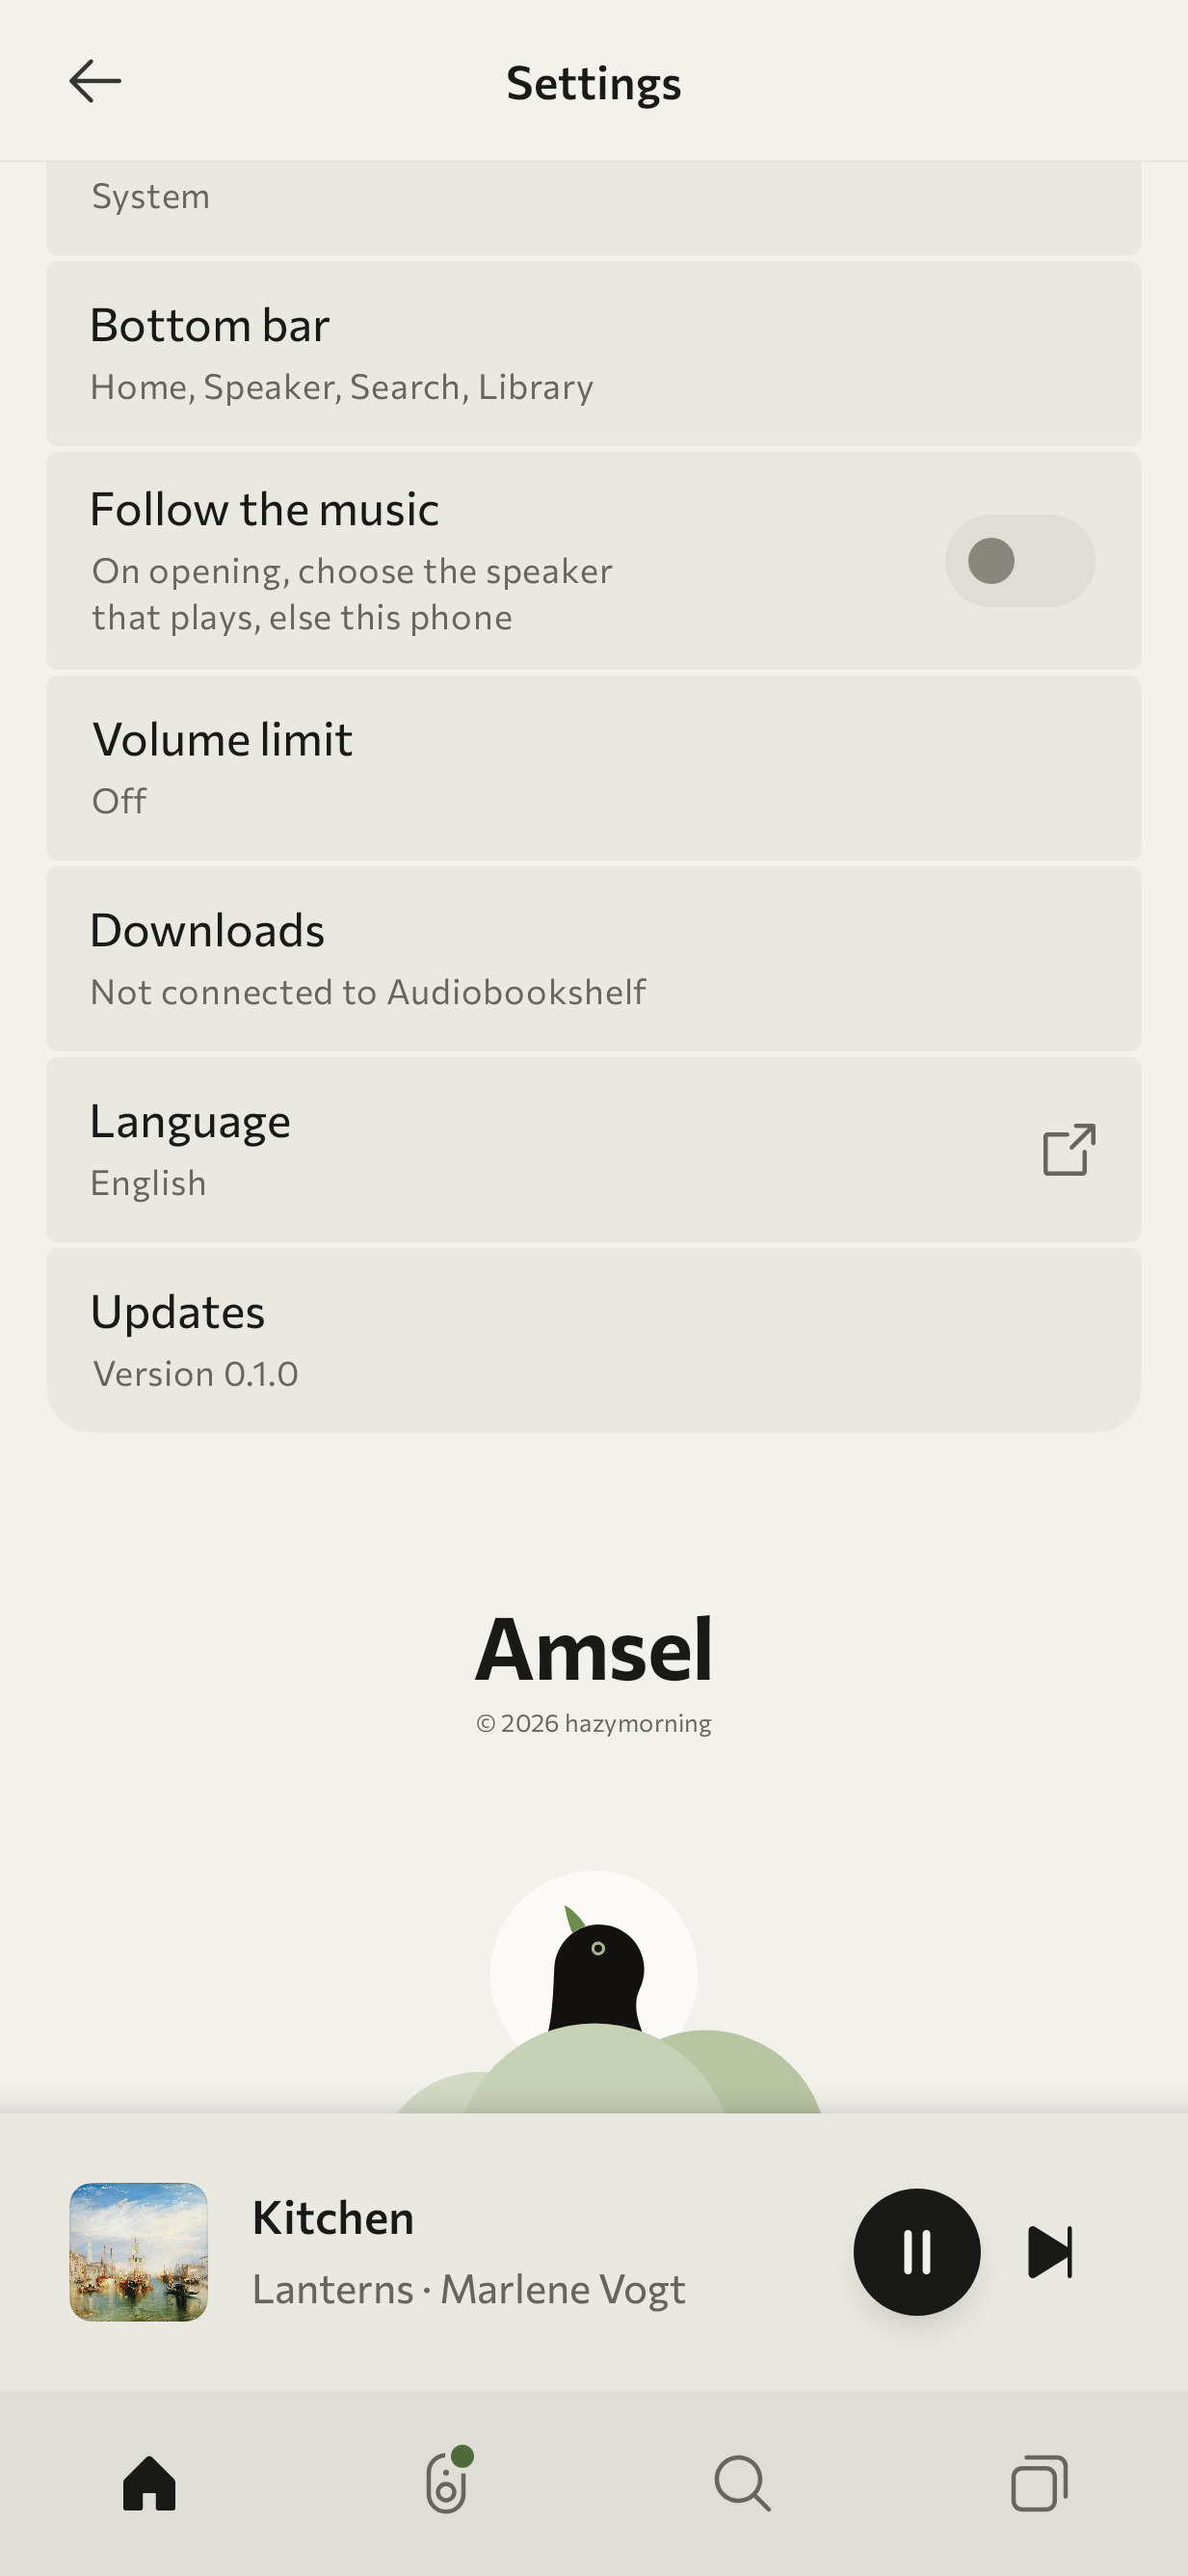 Settings
System
Bottom bar
Home, Speaker, Search, Library
Follow the music
On opening, choose the speaker
that plays, else this phone
Volume limit
Off
Downloads
Not connected to Audiobookshelf
Language
English
Updates
Version 0.1.0
Amsel
© 2026 hazymorning
Kitchen
Lanterns · Marlene Vogt